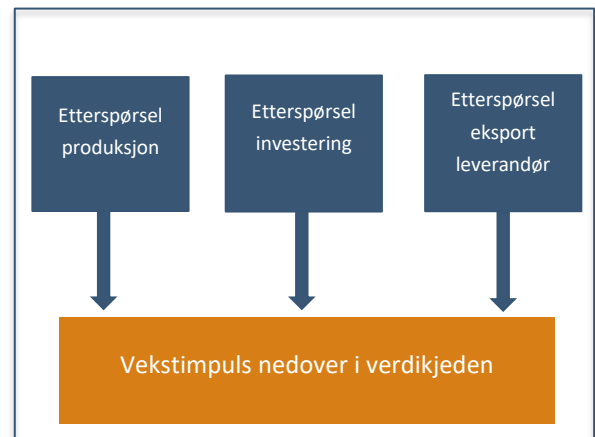 Etterspørsel
produksjon
Etterspørsel
investering
Etterspørsel
eksport
leverandør
Vekstimpuls nedover i verdikjeden